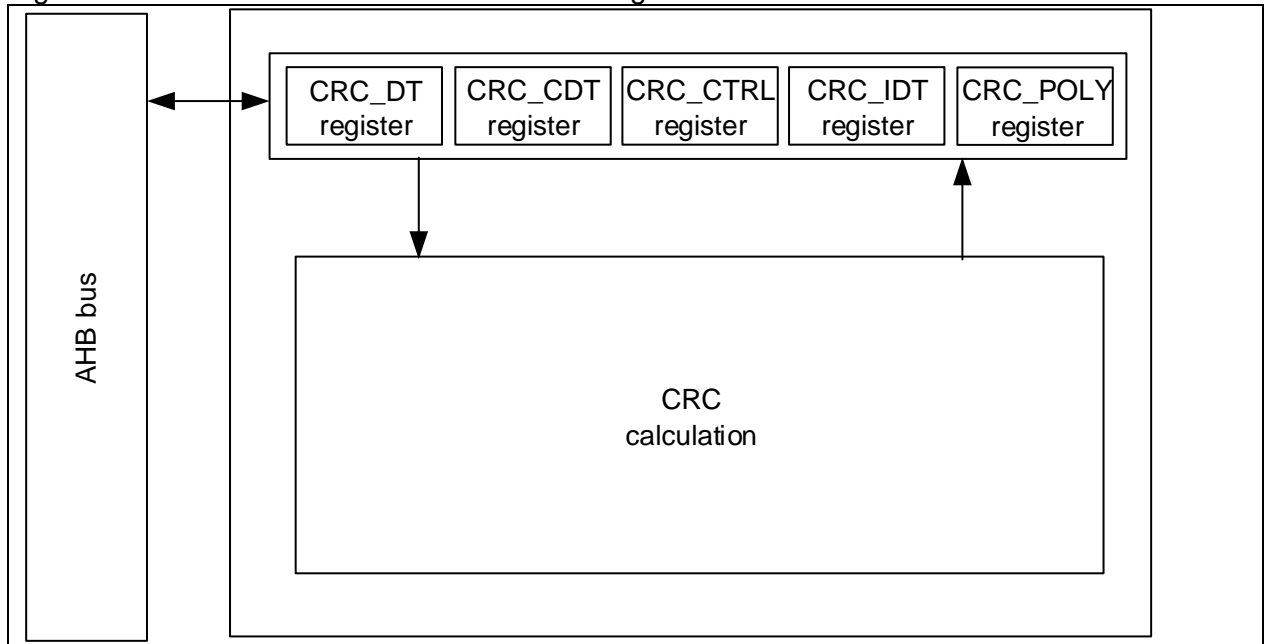 CRC_DT
register
CRC_CDT
register
CRC_CTRL
register
CRC_IDT
register
CRC_POLY
register
AHB bus
CRC
calculation